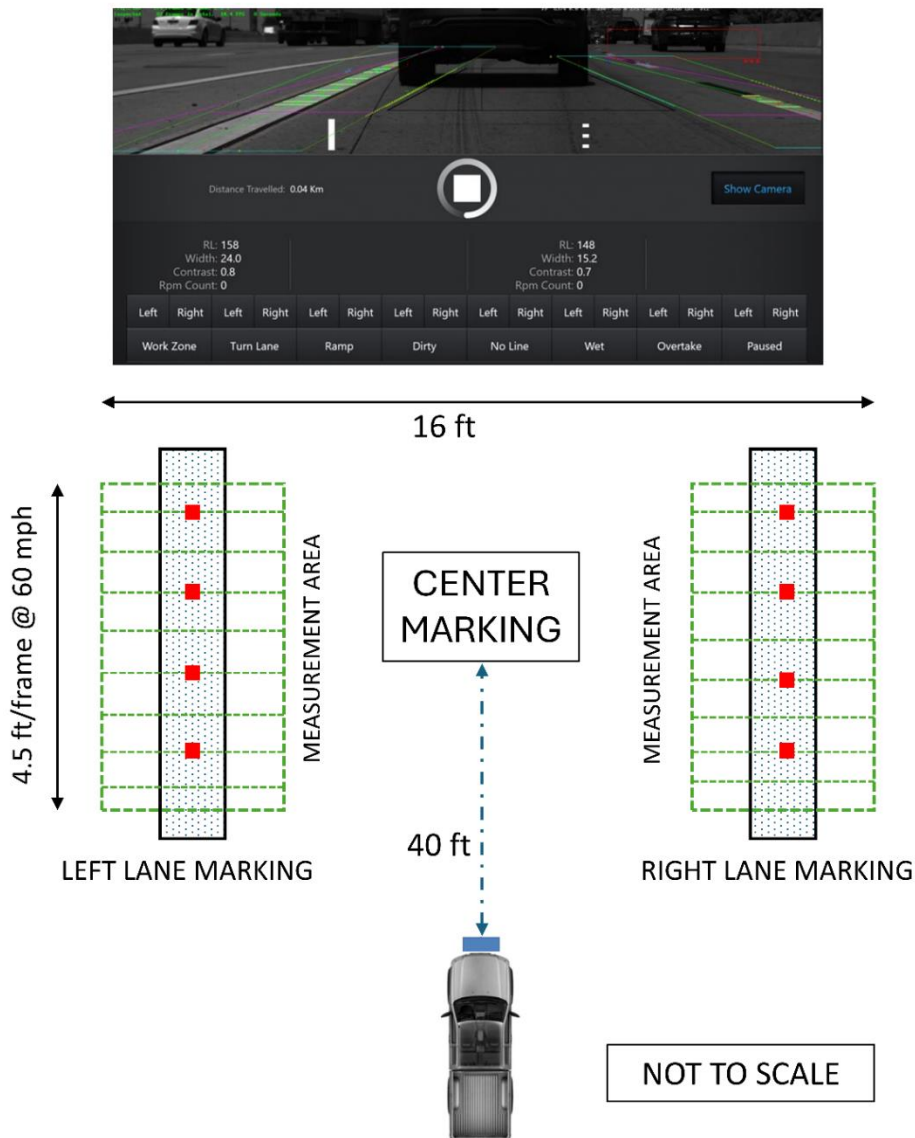 Distance Travelled: 0.04 Km
Show Camera
RL: 158
Width: 24.0
Contrast: 0.8
Rpm Count: 0
RL: 148
Width: 15.2
Contrast: 0.7
Rpm Count: 0
Left Right Left Right Left Right Left Right Left Right Left Right Left Right Left Right
Work Zone Turn Lane Ramp Dirty No Line Wet Overtake Paused
16 ft
4.5 ft/frame @ 60 mph
MEASUREMENT AREA
CENTER
MARKING
MEASUREMENT AREA
40 ft
LEFT LANE MARKING
RIGHT LANE MARKING
NOT TO SCALE